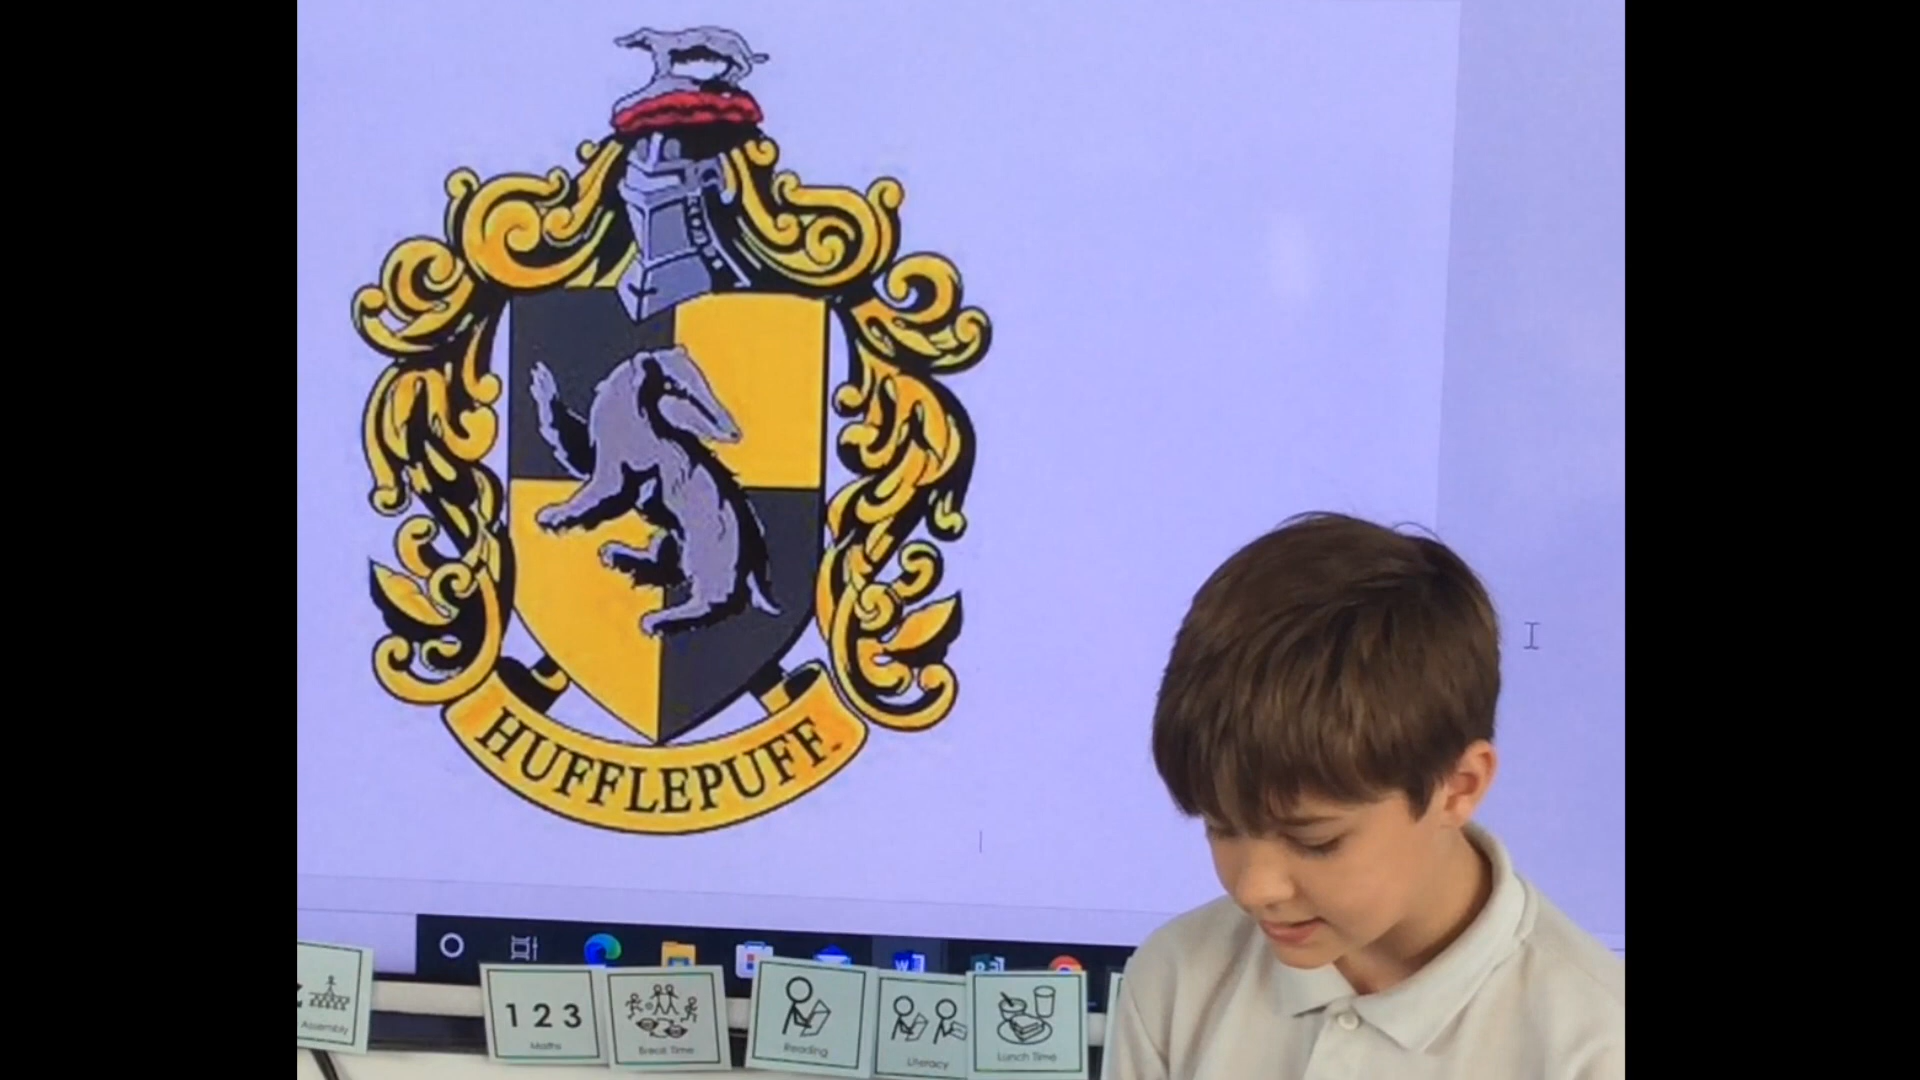 HUFFLEPUFF
Assembly
1 2 3
Maths
Break Time
Reading
Literacy
Lunch Time